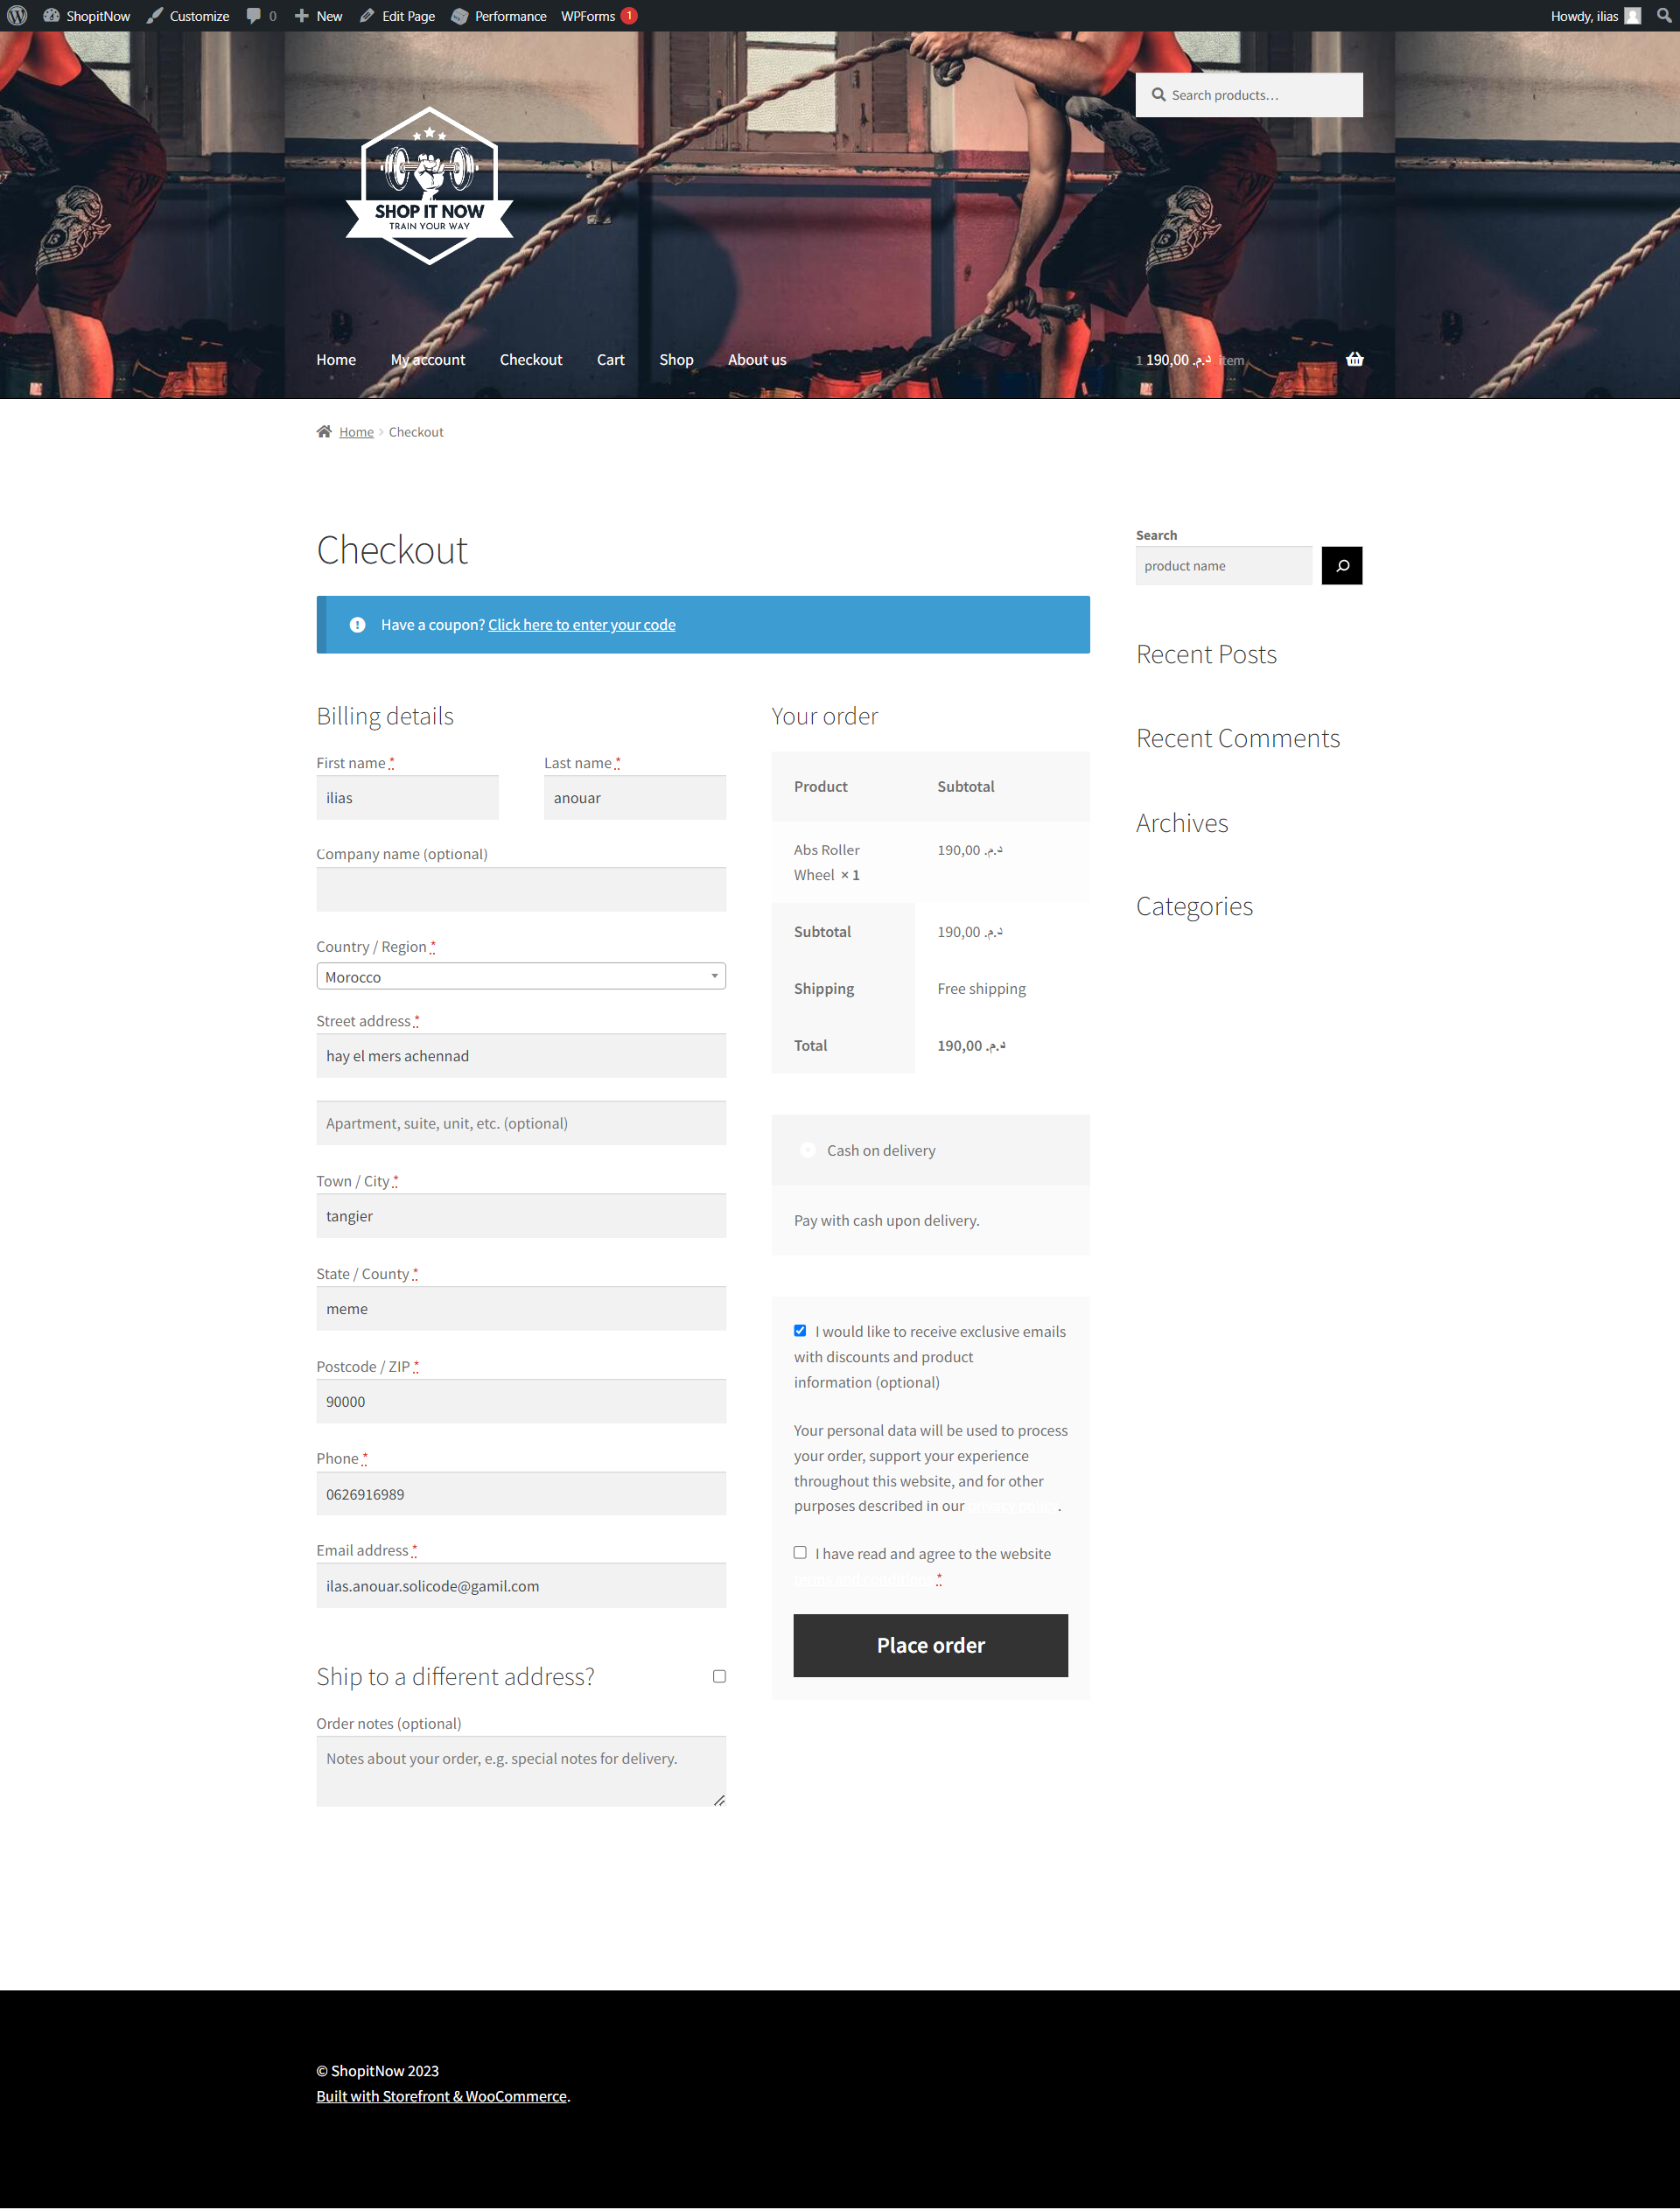 ShopitNow Customize 0 New Edit Page Performance WPForms 1 Howdy, ilias
Search products…
SHOP IT NOW
TRAIN YOUR WAY
Home My account Checkout Cart Shop About us 1 190,00 د.م. item
Home > Checkout
Checkout
Have a coupon? Click here to enter your code
Billing details
First name * Last name *
ilias anouar
Company name (optional)
Country / Region *
Morocco
Street address *
hay el mers achennad
Apartment, suite, unit, etc. (optional)
Town / City *
tangier
State / County *
meme
Postcode / ZIP *
90000
Phone *
0626916989
Email address *
ilas.anouar.solicode@gamil.com
Ship to a different address?
Order notes (optional)
Notes about your order, e.g. special notes for delivery.
Your order
Product Subtotal
Abs Roller 190,00 د.م.
Wheel × 1
Subtotal 190,00 د.م.
Shipping Free shipping
Total 190,00 د.م.
Cash on delivery
Pay with cash upon delivery.
I would like to receive exclusive emails
with discounts and product
information (optional)
Your personal data will be used to process
your order, support your experience
throughout this website, and for other
purposes described in our privacy policy.
I have read and agree to the website
terms and conditions *
Place order
Search
product name
Recent Posts
Recent Comments
Archives
Categories
© ShopitNow 2023
Built with Storefront & WooCommerce.